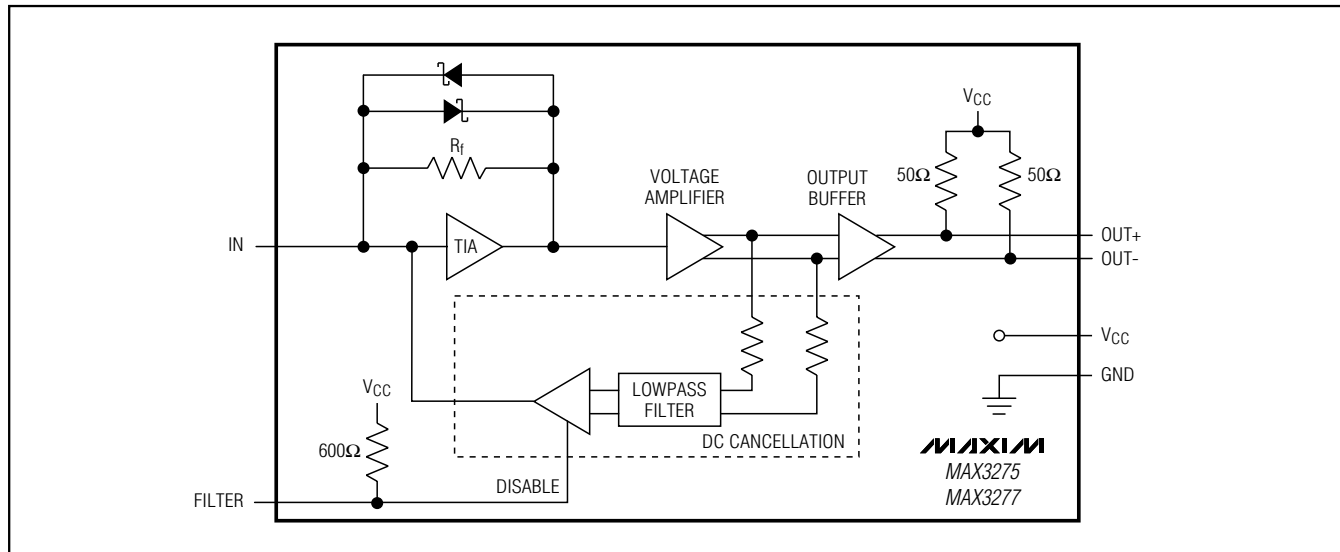 VCC
Rf
50Ω
50Ω
VOLTAGE
AMPLIFIER
OUTPUT
BUFFER
IN
TIA
OUT+
OUT-
VCC
GND
VCC
LOWPASS
FILTER
DC CANCELLATION
600Ω
DISABLE
FILTER
MAXIM
MAX3275
MAX3277